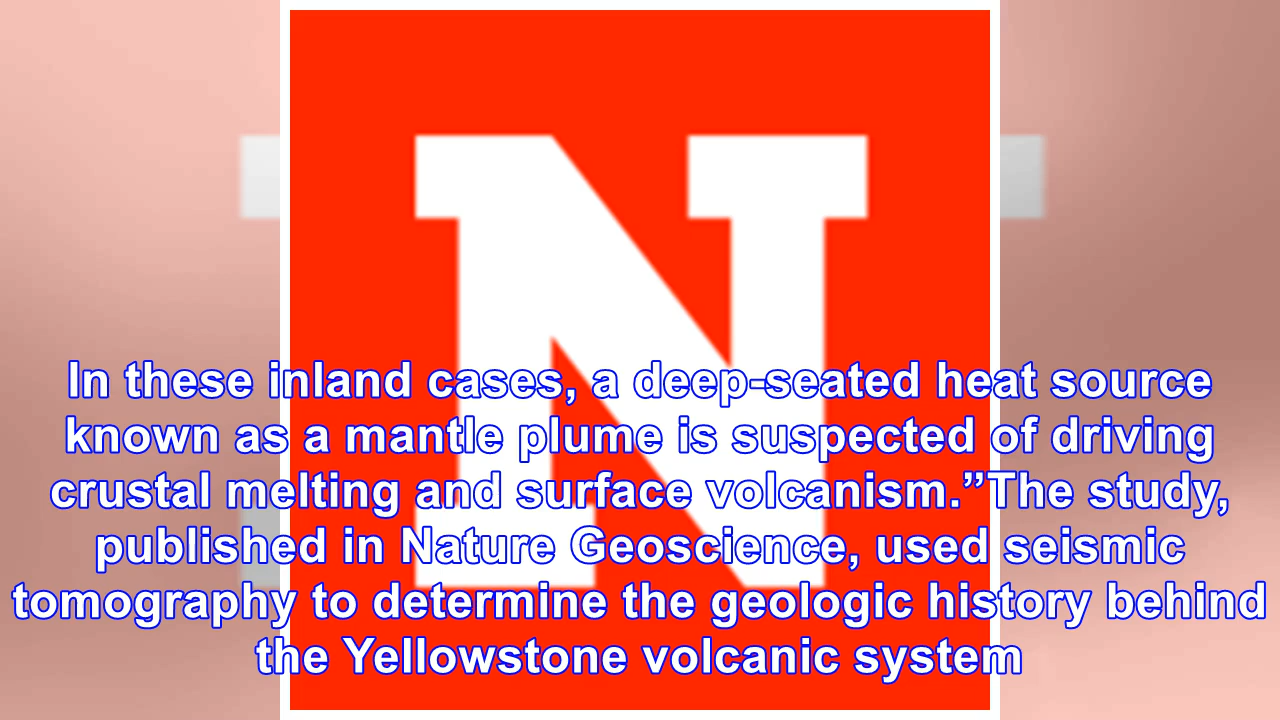 N
In these inland cases, a deep-seated heat source
known as a mantle plume is suspected of driving
crustal melting and surface volcanism.”The study,
published in Nature Geoscience, used seismic
tomography to determine the geologic history behind
the Yellowstone volcanic system